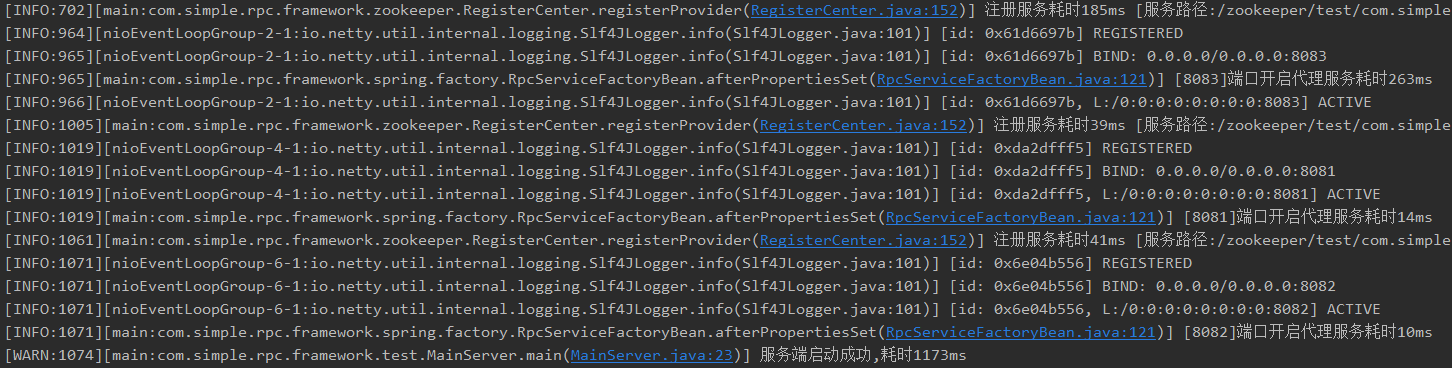 [INFO:702][main:com.simple.rpc.framework.zookeeper.RegisterCenter.registerProvider(RegisterCenter.java:152)] 注册服务耗时185ms [服务路径:/zookeeper/test/com.simple
[INFO:964][nioEventLoopGroup-2-1:io.netty.util.internal.logging.Slf4JLogger.info(Slf4JLogger.java:101)] [id: 0x61d6697b] REGISTERED
[INFO:965][nioEventLoopGroup-2-1:io.netty.util.internal.logging.Slf4JLogger.info(Slf4JLogger.java:101)] [id: 0x61d6697b] BIND: 0.0.0.0/0.0.0.0:8083
[INFO:965][main:com.simple.rpc.framework.spring.factory.RpcServiceFactoryBean.afterPropertiesSet(RpcServiceFactoryBean.java:121)] [8083]端口开启代理服务耗时263ms
[INFO:966][nioEventLoopGroup-2-1:io.netty.util.internal.logging.Slf4JLogger.info(Slf4JLogger.java:101)] [id: 0x61d6697b, L:/0:0:0:0:0:0:0:0:8083] ACTIVE
[INFO:1005][main:com.simple.rpc.framework.zookeeper.RegisterCenter.registerProvider(RegisterCenter.java:152)] 注册服务耗时39ms [服务路径:/zookeeper/test/com.simple
[INFO:1019][nioEventLoopGroup-4-1:io.netty.util.internal.logging.Slf4JLogger.info(Slf4JLogger.java:101)] [id: 0xda2dfff5] REGISTERED
[INFO:1019][nioEventLoopGroup-4-1:io.netty.util.internal.logging.Slf4JLogger.info(Slf4JLogger.java:101)] [id: 0xda2dfff5] BIND: 0.0.0.0/0.0.0.0:8081
[INFO:1019][nioEventLoopGroup-4-1:io.netty.util.internal.logging.Slf4JLogger.info(Slf4JLogger.java:101)] [id: 0xda2dfff5, L:/0:0:0:0:0:0:0:0:8081] ACTIVE
[INFO:1019][main:com.simple.rpc.framework.spring.factory.RpcServiceFactoryBean.afterPropertiesSet(RpcServiceFactoryBean.java:121)] [8081]端口开启代理服务耗时14ms
[INFO:1061][main:com.simple.rpc.framework.zookeeper.RegisterCenter.registerProvider(RegisterCenter.java:152)] 注册服务耗时41ms [服务路径:/zookeeper/test/com.simple
[INFO:1071][nioEventLoopGroup-6-1:io.netty.util.internal.logging.Slf4JLogger.info(Slf4JLogger.java:101)] [id: 0x6e04b556] REGISTERED
[INFO:1071][nioEventLoopGroup-6-1:io.netty.util.internal.logging.Slf4JLogger.info(Slf4JLogger.java:101)] [id: 0x6e04b556] BIND: 0.0.0.0/0.0.0.0:8082
[INFO:1071][nioEventLoopGroup-6-1:io.netty.util.internal.logging.Slf4JLogger.info(Slf4JLogger.java:101)] [id: 0x6e04b556, L:/0:0:0:0:0:0:0:0:8082] ACTIVE
[INFO:1071][main:com.simple.rpc.framework.spring.factory.RpcServiceFactoryBean.afterPropertiesSet(RpcServiceFactoryBean.java:121)] [8082]端口开启代理服务耗时10ms
[WARN:1074][main:com.simple.rpc.framework.test.MainServer.main(MainServer.java:23)] 服务端启动成功,耗时1173ms